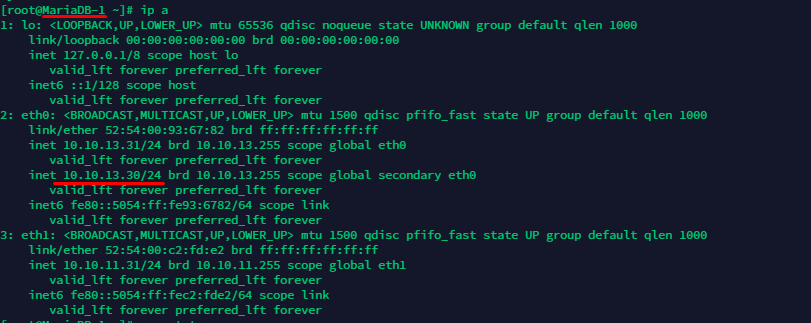 [root@MariaDB-1 ~]# ip a
1: lo: <LOOPBACK,UP,LOWER_UP> mtu 65536 qdisc noqueue state UNKNOWN group default qlen 1000
    link/loopback 00:00:00:00:00:00 brd 00:00:00:00:00:00
    inet 127.0.0.1/8 scope host lo
       valid_lft forever preferred_lft forever
    inet6 ::1/128 scope host
       valid_lft forever preferred_lft forever
2: eth0: <BROADCAST,MULTICAST,UP,LOWER_UP> mtu 1500 qdisc pfifo_fast state UP group default qlen 1000
    link/ether 52:54:00:93:67:82 brd ff:ff:ff:ff:ff:ff
    inet 10.10.13.31/24 brd 10.10.13.255 scope global eth0
       valid_lft forever preferred_lft forever
    inet 10.10.13.30/24 brd 10.10.13.255 scope global secondary eth0
       valid_lft forever preferred_lft forever
    inet6 fe80::5054:ff:fe93:6782/64 scope link
       valid_lft forever preferred_lft forever
3: eth1: <BROADCAST,MULTICAST,UP,LOWER_UP> mtu 1500 qdisc pfifo_fast state UP group default qlen 1000
    link/ether 52:54:00:c2:fd:e2 brd ff:ff:ff:ff:ff:ff
    inet 10.10.11.31/24 brd 10.10.11.255 scope global eth1
       valid_lft forever preferred_lft forever
    inet6 fe80::5054:ff:fec2:fde2/64 scope link
       valid_lft forever preferred_lft forever